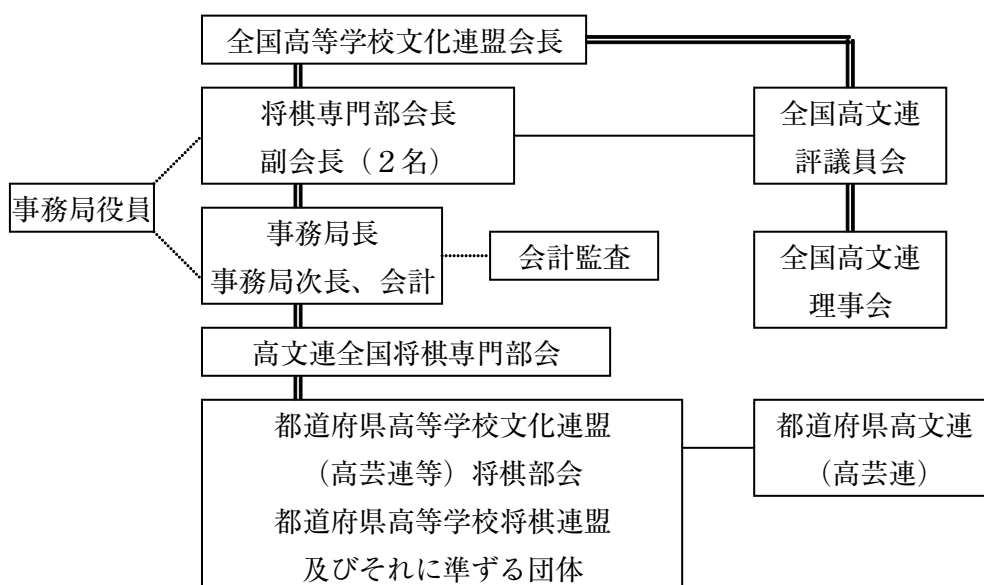 全国高等学校文化連盟会長
将棋専門部会長
副会長（２名）
全国高文連
評議員会
事務局役員
事務局長
事務局次長、会計
会計監査
全国高文連
理事会
高文連全国将棋専門部会
都道府県高等学校文化連盟
（高芸連等）将棋部会
都道府県高等学校将棋連盟
及びそれに準ずる団体
都道府県高文連
（高芸連）